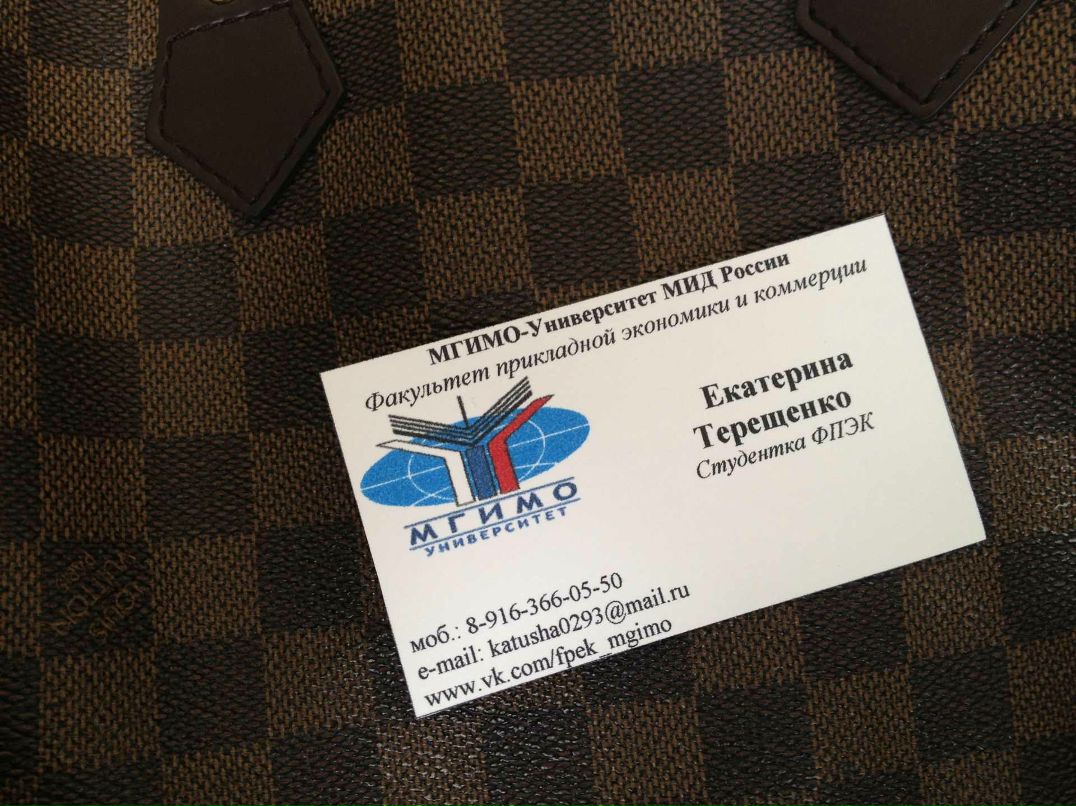 МГИМО-Университет МИД России
Факультет прикладной экономики и коммерции
Екатерина
Терещенко
Студентка ФПЭК
МГИМО
УНИВЕРСИТЕТ
моб.: 8-916-366-05-50
e-mail: katusha0293@mail.ru
www.vk.com/fpek_mgimo